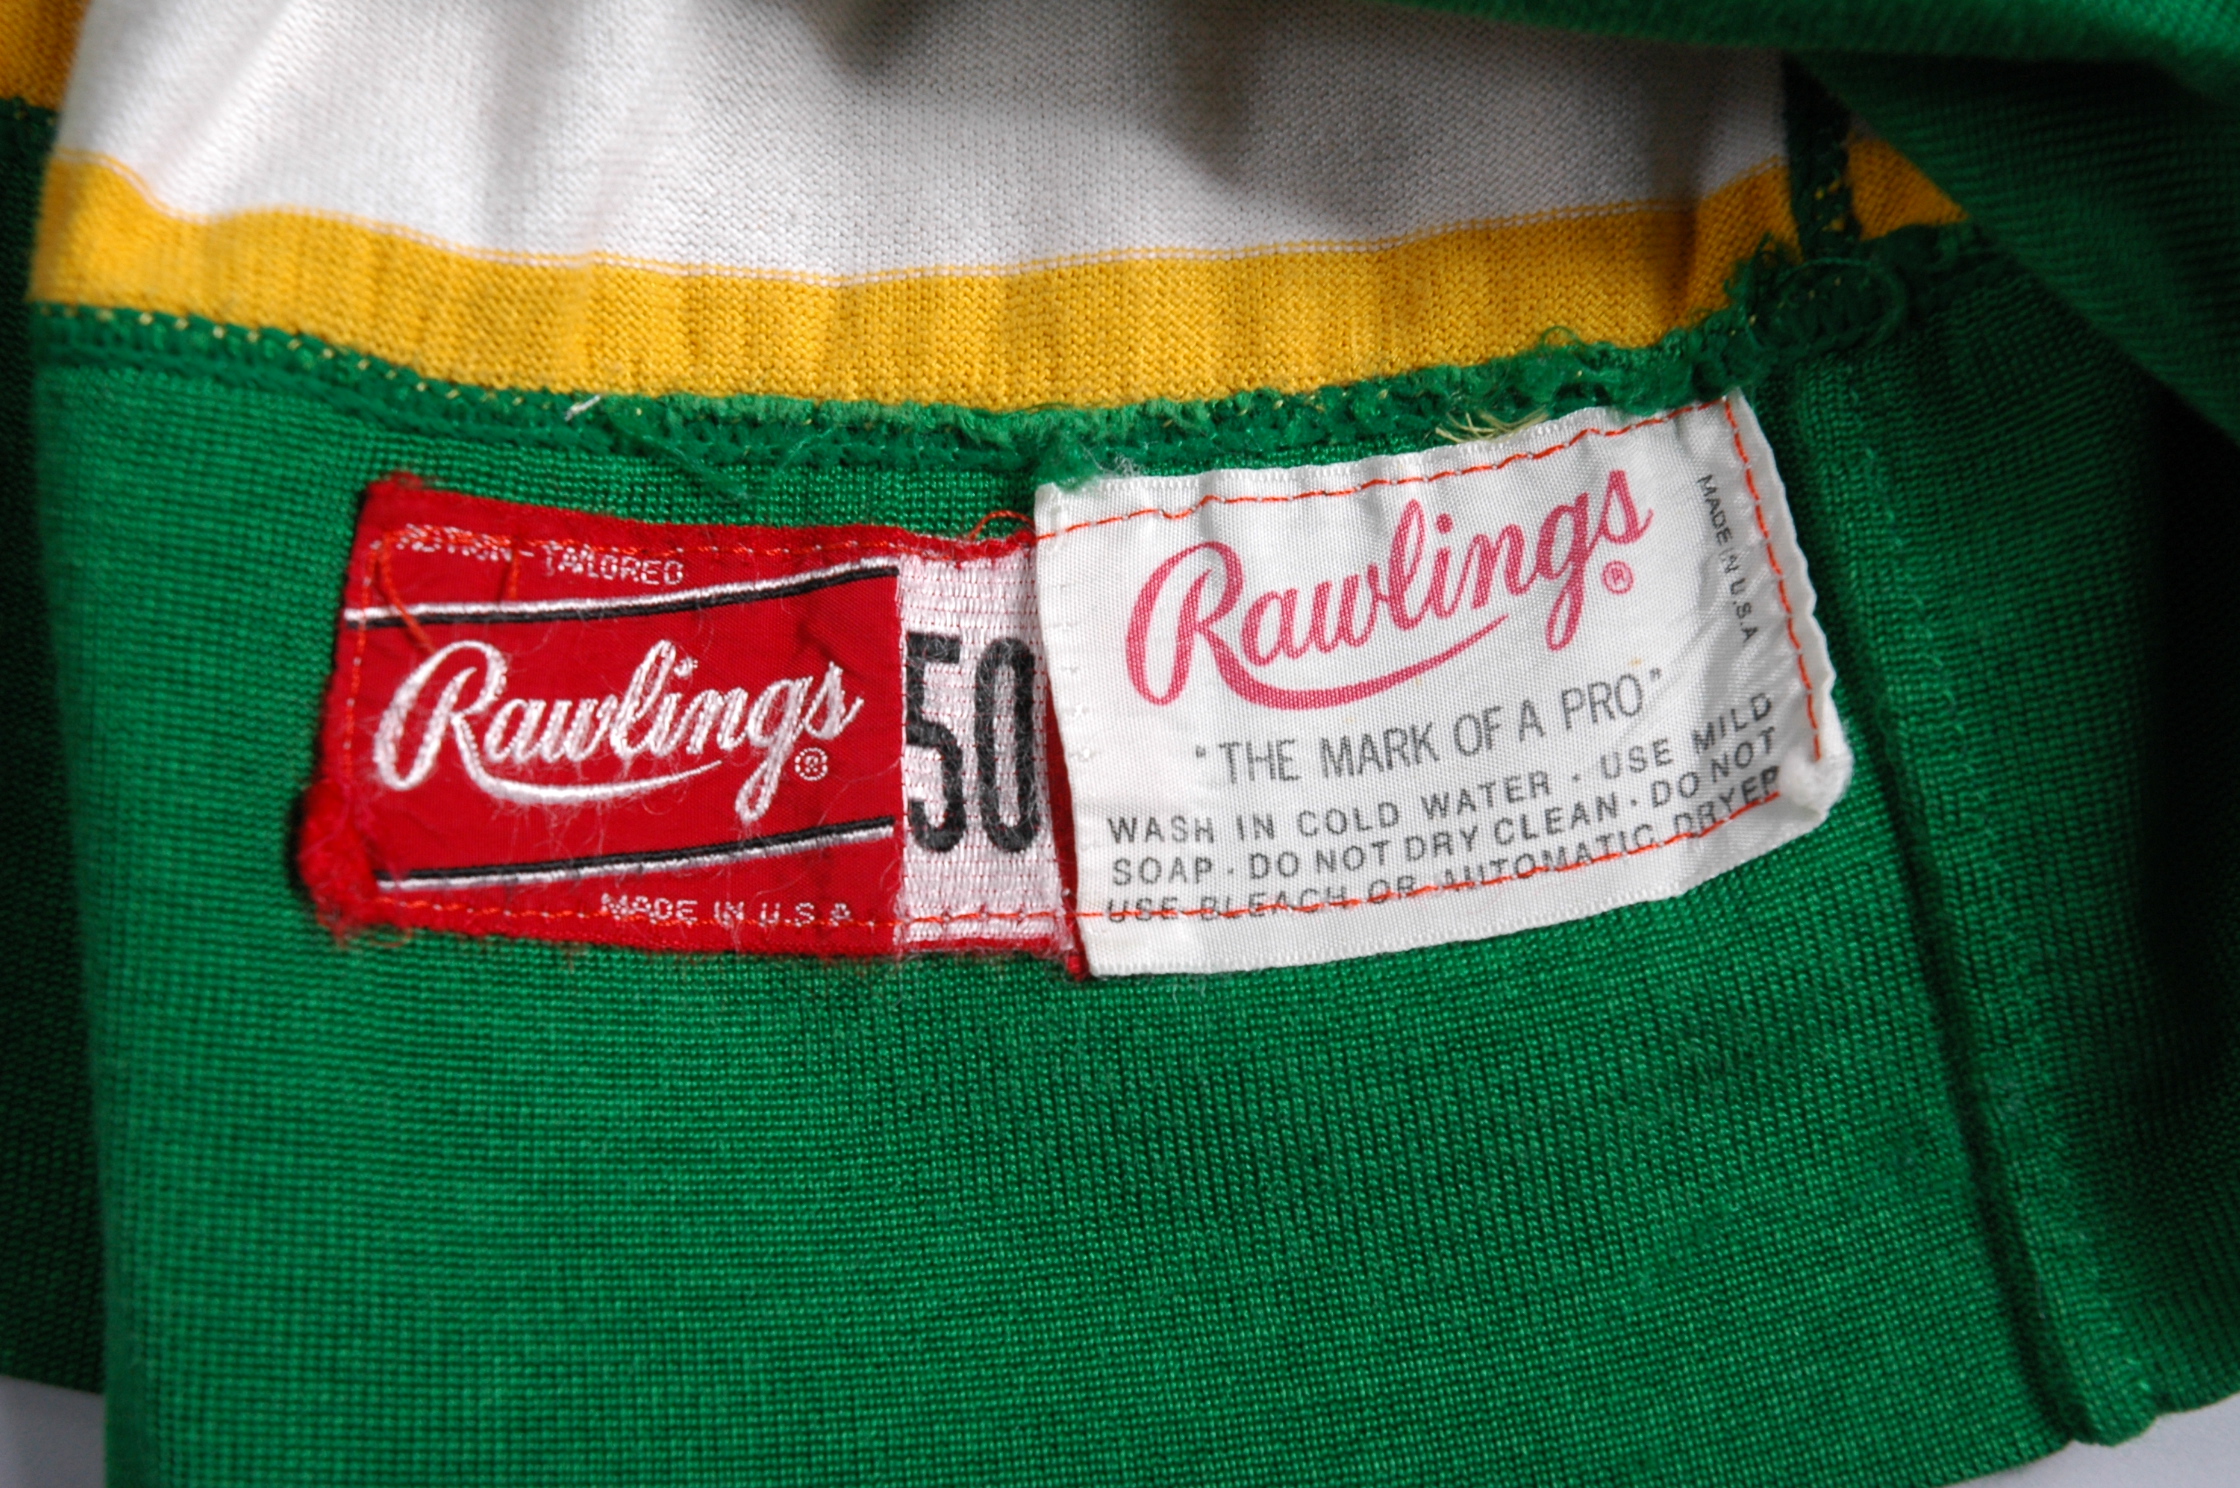 ACTION-TAILORED
Rawlings®
MADE IN U.S.A
50
Rawlings®
MADE IN U.S.A
"THE MARK OF A PRO"
WASH IN COLD WATER · USE MILD
SOAP · DO NOT DRY CLEAN · DO NOT
USE BLEACH OR AUTOMATIC DRYER